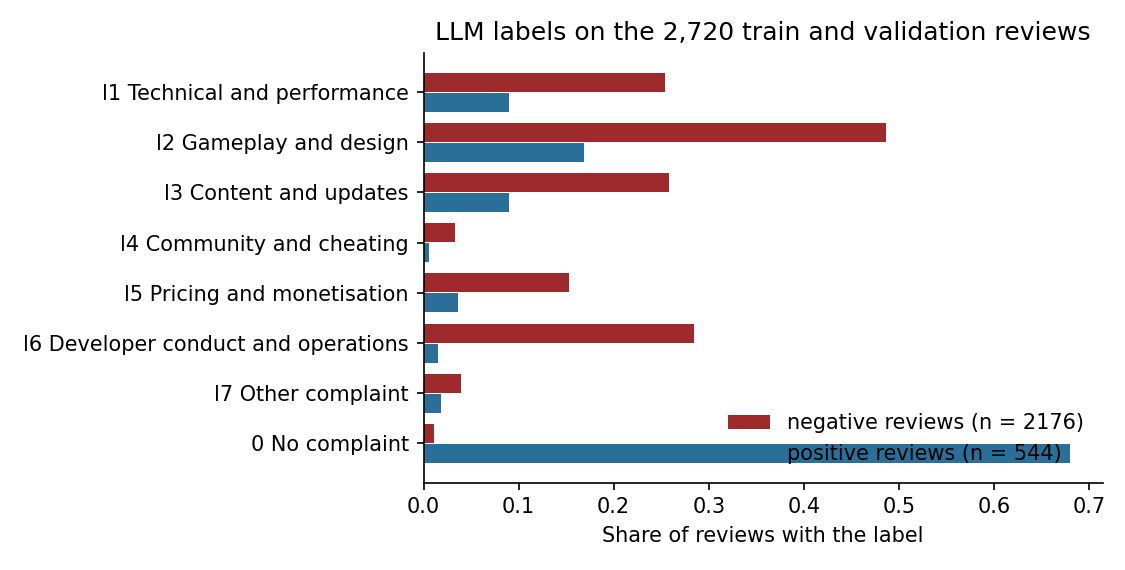 LLM labels on the 2,720 train and validation reviews
I1 Technical and performance
I2 Gameplay and design
I3 Content and updates
I4 Community and cheating
I5 Pricing and monetisation
I6 Developer conduct and operations
I7 Other complaint
0 No complaint
negative reviews (n = 2176)
positive reviews (n = 544)
0.0 0.1 0.2 0.3 0.4 0.5 0.6 0.7
Share of reviews with the label